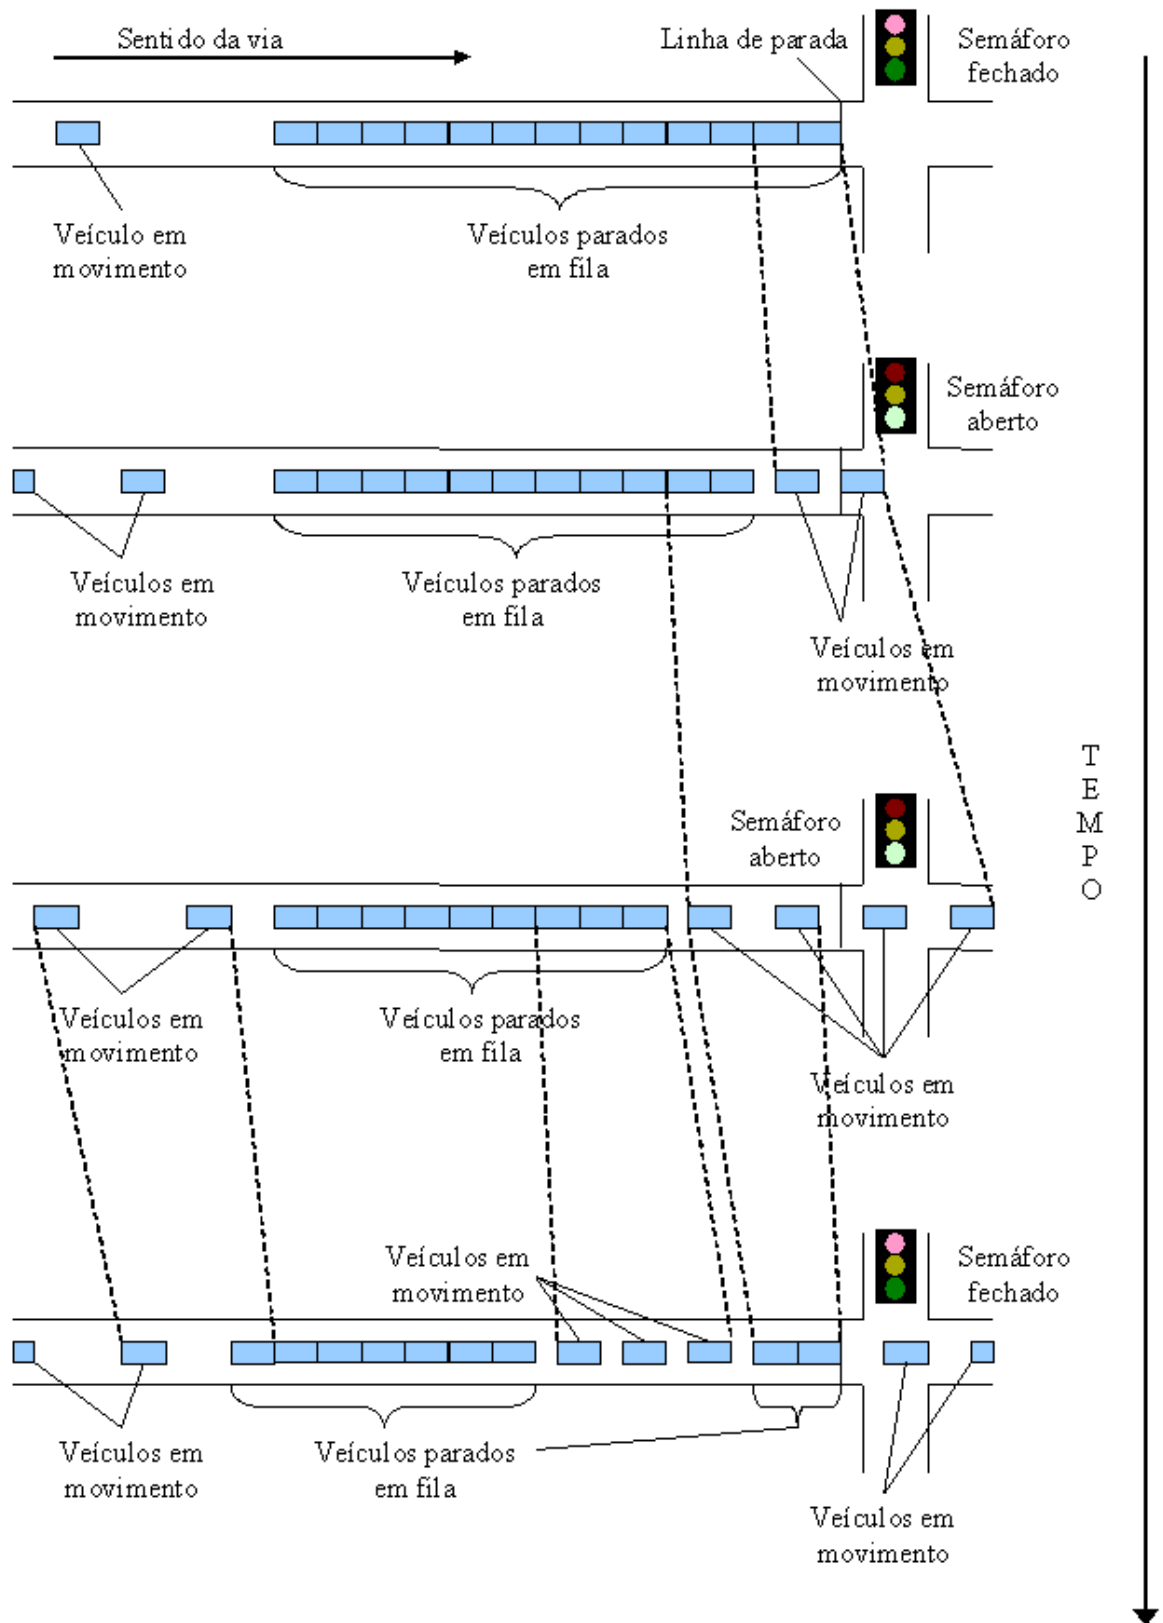 Sentido da via
Linha de parada
Semáforo
fechado
Veículo em
movimento
Veículos parados
em fila
Semáforo
aberto
Veículos em
movimento
Veículos parados
em fila
Veículos em
movimento
T
E
M
P
O
Semáforo
aberto
Veículos em
movimento
Veículos parados
em fila
Veículos em
movimento
Veículos em
movimento
Semáforo
fechado
Veículos em
movimento
Veículos parados
em fila
Veículos em
movimento